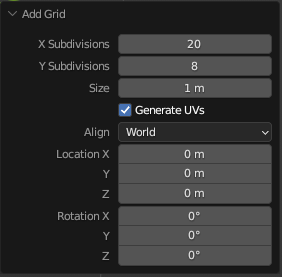 Add Grid
X Subdivisions 20
Y Subdivisions 8
Size 1 m
Generate UVs
Align World
Location X 0 m
Y 0 m
Z 0 m
Rotation X 0°
Y 0°
Z 0°